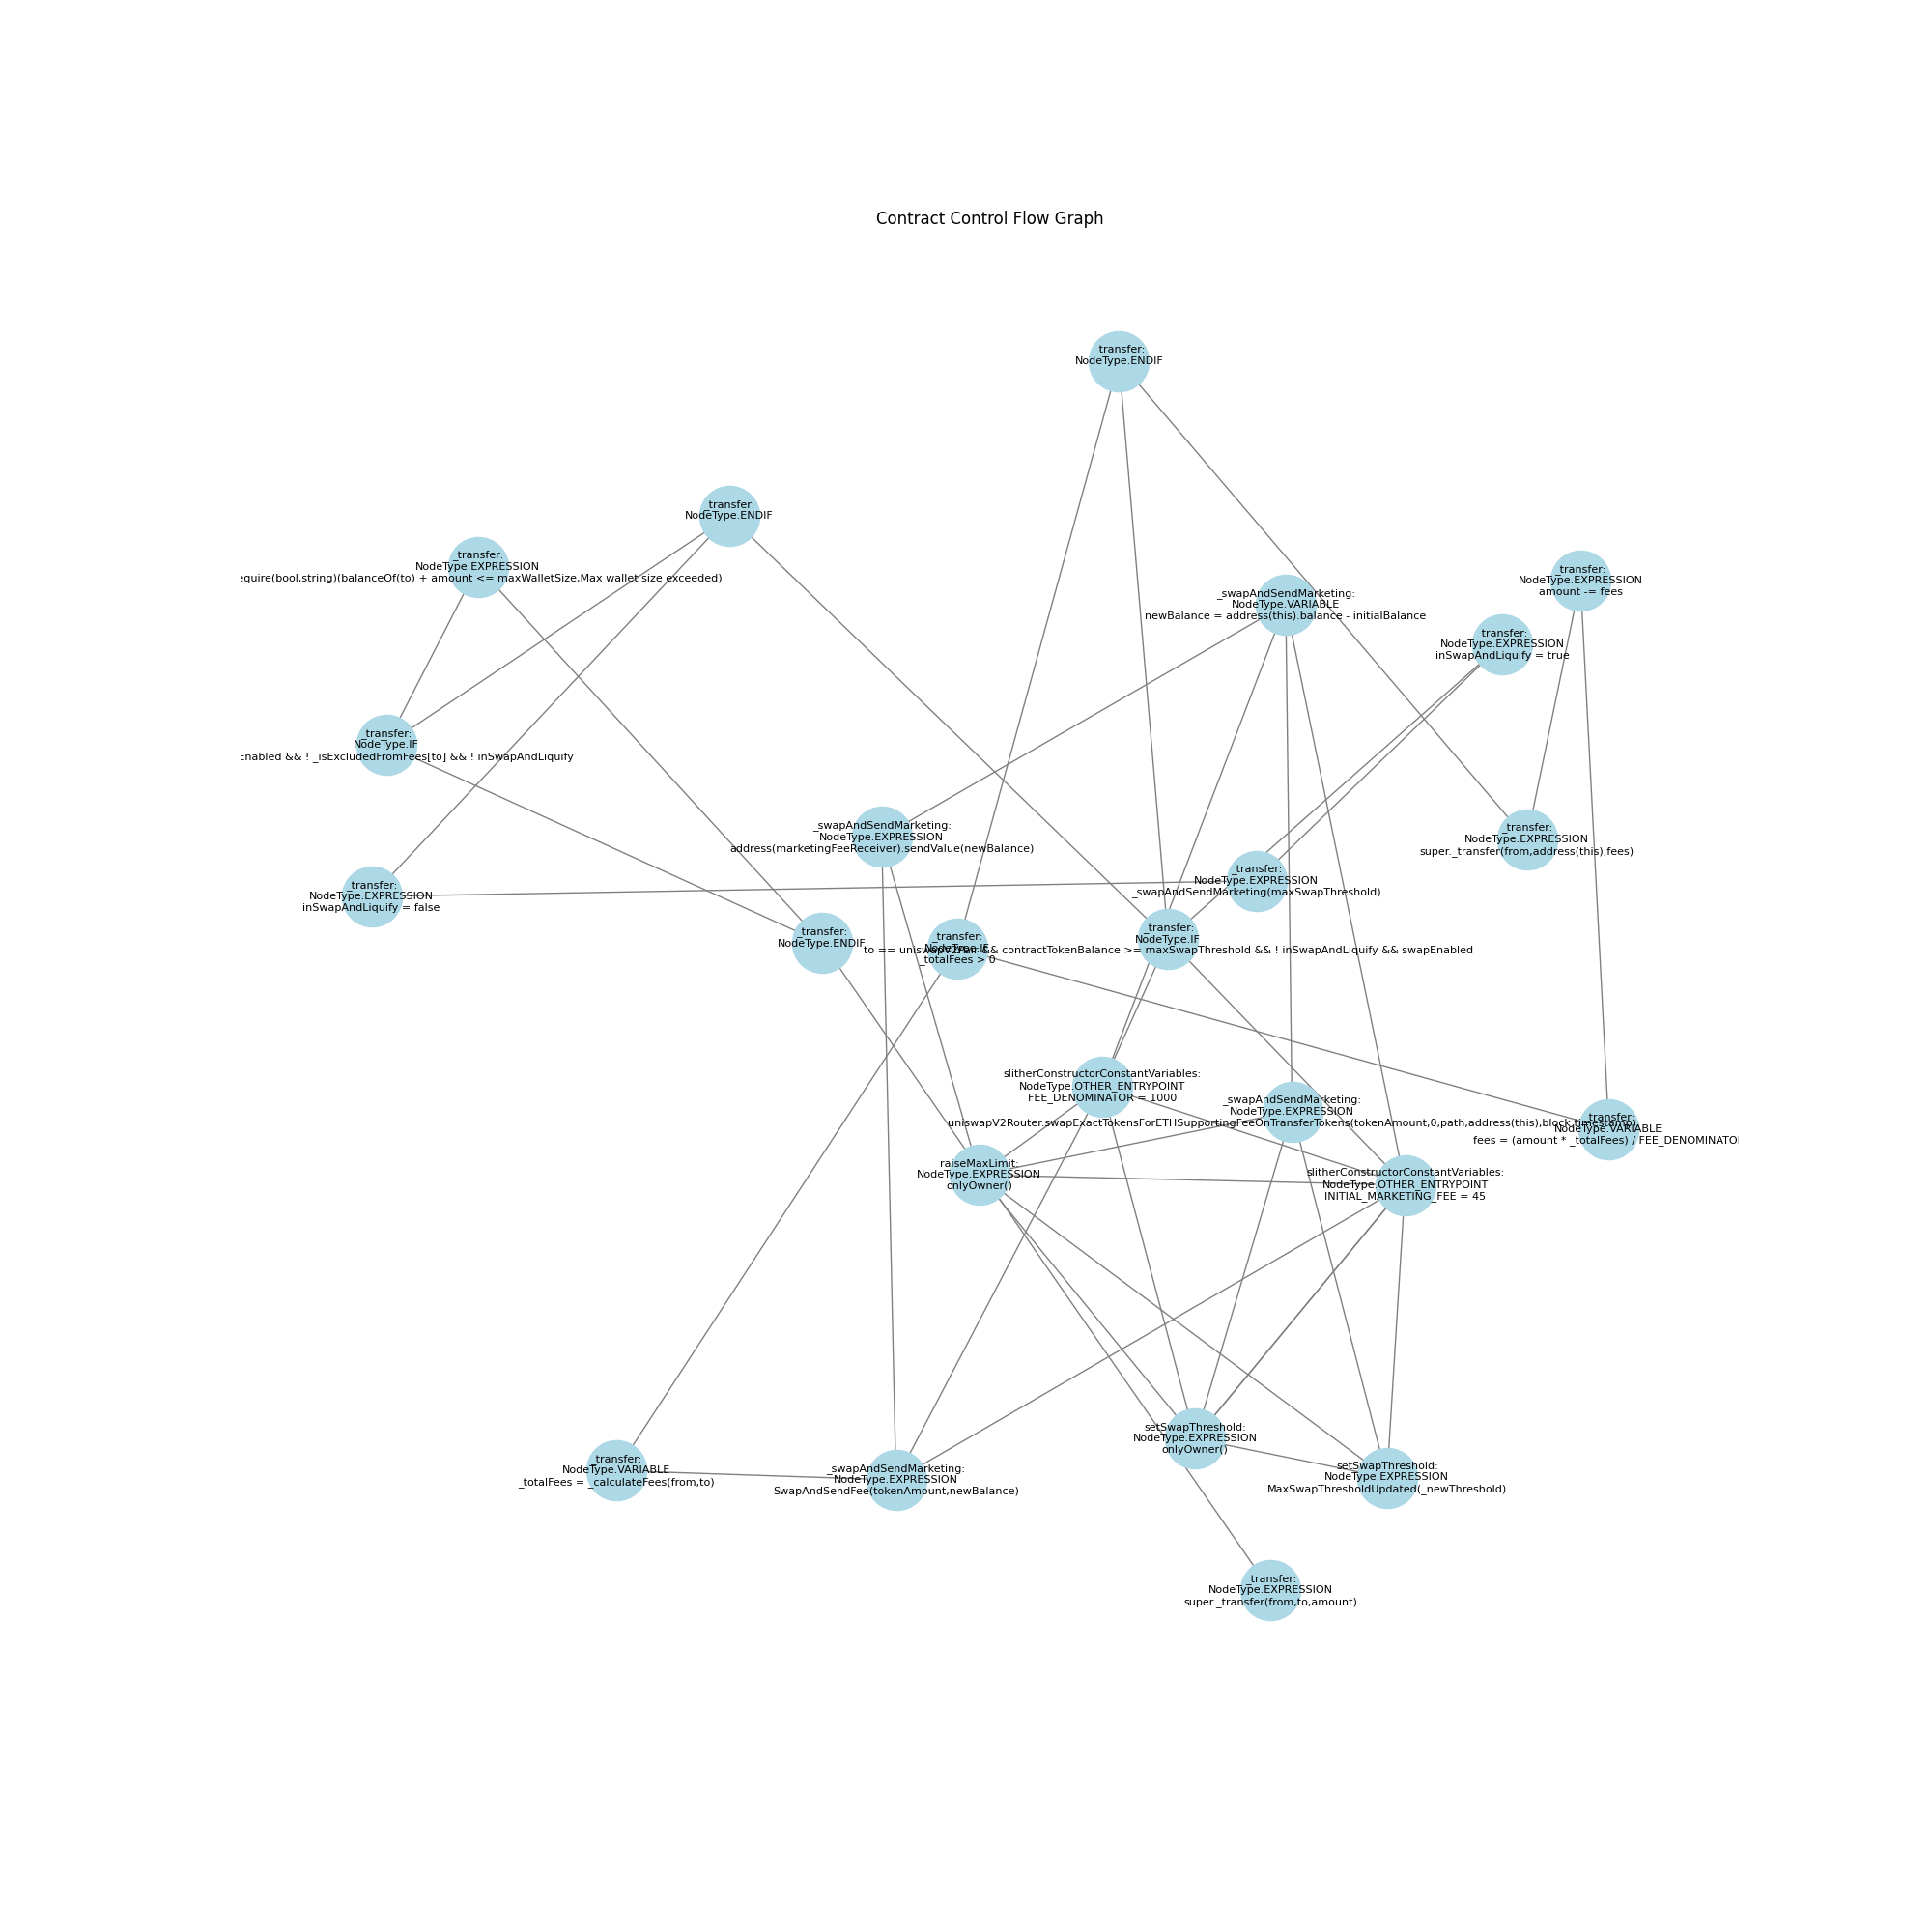 Contract Control Flow Graph
_transfer:
NodeType.ENDIF
_transfer:
NodeType.ENDIF
_transfer:
NodeType.EXPRESSION
equire(bool,string)(balanceOf(to) + amount <= maxWalletSize,Max wallet size exceeded)
_transfer:
NodeType.EXPRESSION
amount -= fees
_swapAndSendMarketing:
NodeType.VARIABLE
newBalance = address(this).balance - initialBalance
_transfer:
NodeType.EXPRESSION
inSwapAndLiquify = true
_transfer:
NodeType.IF
Enabled && ! _isExcludedFromFees[to] && ! inSwapAndLiquify
_swapAndSendMarketing:
NodeType.EXPRESSION
address(marketingFeeReceiver).sendValue(newBalance)
_transfer:
NodeType.EXPRESSION
super._transfer(from,address(this),fees)
_transfer:
NodeType.EXPRESSION
_swapAndSendMarketing(maxSwapThreshold)
_transfer:
NodeType.EXPRESSION
inSwapAndLiquify = false
_transfer:
NodeType.ENDIF
_transfer:
NodeType.IF
_totalFees > 0
_transfer:
NodeType.IF
to == uniswapV2Pair && contractTokenBalance >= maxSwapThreshold && ! inSwapAndLiquify && swapEnabled
slitherConstructorConstantVariables:
NodeType.OTHER_ENTRYPOINT
FEE_DENOMINATOR = 1000
_swapAndSendMarketing:
NodeType.EXPRESSION
uniswapV2Router.swapExactTokensForETHSupportingFeeOnTransferTokens(tokenAmount,0,path,address(this),block.timestamp)
_transfer:
NodeType.VARIABLE
fees = (amount * _totalFees) / FEE_DENOMINATO
raiseMaxLimit:
NodeType.EXPRESSION
onlyOwner()
slitherConstructorConstantVariables:
NodeType.OTHER_ENTRYPOINT
INITIAL_MARKETING_FEE = 45
setSwapThreshold:
NodeType.EXPRESSION
onlyOwner()
_transfer:
NodeType.VARIABLE
_totalFees = _calculateFees(from,to)
_swapAndSendMarketing:
NodeType.EXPRESSION
SwapAndSendFee(tokenAmount,newBalance)
setSwapThreshold:
NodeType.EXPRESSION
MaxSwapThresholdUpdated(_newThreshold)
_transfer:
NodeType.EXPRESSION
super._transfer(from,to,amount)